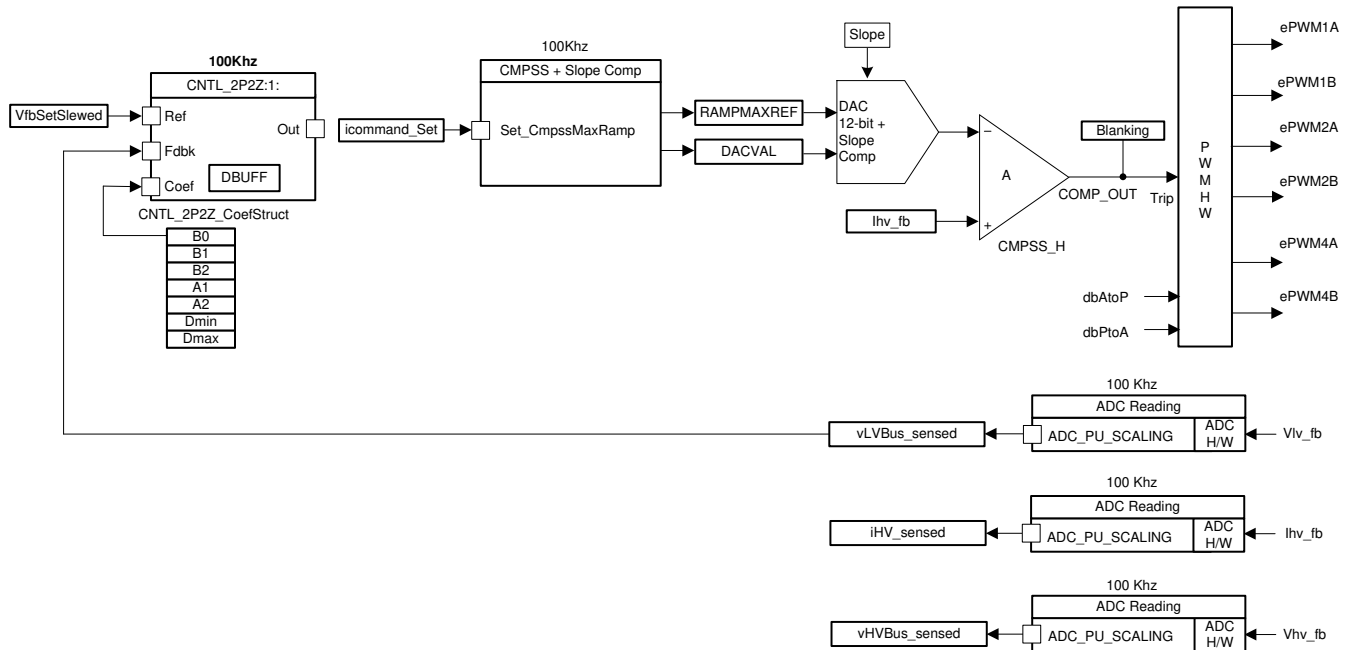 100Khz
CNTL_2P2Z:1:
VfbSetSlewed
Ref
Fdbk
Coef
Out
DBUFF
CNTL_2P2Z_CoefStruct
B0
B1
B2
A1
A2
Dmin
Dmax
icommand_Set
100Khz
CMPSS + Slope Comp
Set_CmpssMaxRamp
RAMPMAXREF
DACVAL
Slope
DAC
12-bit +
Slope
Comp
Ihv_fb
−
A
+
CMPSS_H
Blanking
COMP_OUT
Trip
dbAtoP
dbPtoA
P
W
M
H
W
ePWM1A
ePWM1B
ePWM2A
ePWM2B
ePWM4A
ePWM4B
100 Khz
ADC Reading
vLVBus_sensed
ADC_PU_SCALING
ADC
H/W
Vlv_fb
100 Khz
ADC Reading
iHV_sensed
ADC_PU_SCALING
ADC
H/W
Ihv_fb
100 Khz
ADC Reading
vHVBus_sensed
ADC_PU_SCALING
ADC
H/W
Vhv_fb